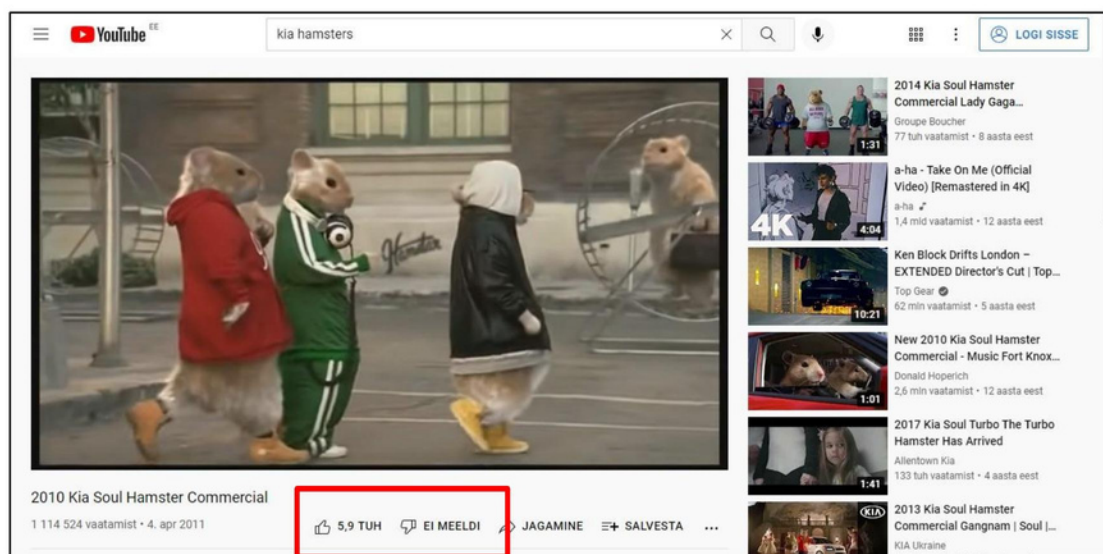 YouTube EE
kia hamsters
LOGI SISSE
Hamstar
2010 Kia Soul Hamster Commercial
1 114 524 vaatamist • 4. apr 2011
5,9 TUH
EI MEELDI
JAGAMINE
SALVESTA
2014 Kia Soul Hamster
Commercial Lady Gaga...
Groupe Boucher
77 tuh vaatamist • 8 aasta eest
1:31
a-ha - Take On Me (Official
Video) [Remastered in 4K]
a-ha
1,4 mld vaatamist • 12 aasta eest
4K
4:04
Ken Block Drifts London –
EXTENDED Director's Cut | Top...
Top Gear
62 mln vaatamist • 5 aasta eest
10:21
New 2010 Kia Soul Hamster
Commercial - Music Fort Knox...
Donald Hoperich
2,6 mln vaatamist • 12 aasta eest
1:01
2017 Kia Soul Turbo The Turbo
Hamster Has Arrived
Allentown Kia
133 tuh vaatamist • 4 aasta eest
1:41
2013 Kia Soul Hamster
Commercial Gangnam | Soul |...
KIA Ukraine
KIA